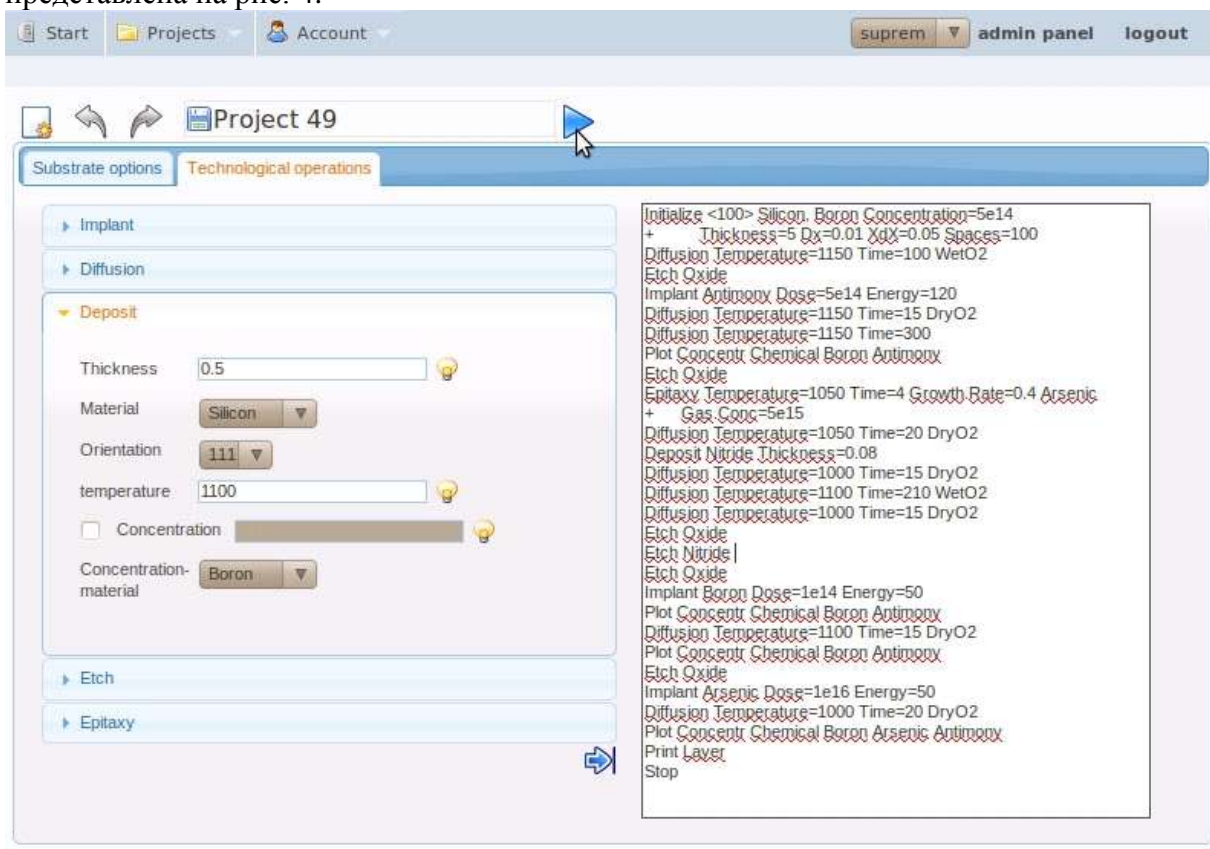 представлена на рис. 4.
Start Projects Account suprem admin panel logout
Project 49
Substrate options Technological operations
Implant
Diffusion
Deposit
Thickness 0.5
Material Silicon
Orientation 111
temperature 1100
Concentration
Concentration-
material Boron
Etch
Epitaxy
Initialize <100> Silicon, Boron Concentration=5e14
+ Thickness=5 Dx=0.01 XdX=0.05 Spaces=100
Diffusion Temperature=1150 Time=100 WetO2
Etch Oxide
Implant Antimony Dose=5e14 Energy=120
Diffusion Temperature=1150 Time=15 DryO2
Diffusion Temperature=1150 Time=300
Plot Concentr Chemical Boron Antimony
Etch Oxide
Epitaxy Temperature=1050 Time=4 Growth.Rate=0.4 Arsenic
+ Gas.Conc=5e15
Diffusion Temperature=1050 Time=20 DryO2
Deposit Nitride Thickness=0.08
Diffusion Temperature=1000 Time=15 DryO2
Diffusion Temperature=1100 Time=210 WetO2
Diffusion Temperature=1000 Time=15 DryO2
Etch Oxide
Etch Nitride
Etch Oxide
Implant Boron Dose=1e14 Energy=50
Plot Concentr Chemical Boron Antimony
Diffusion Temperature=1100 Time=15 DryO2
Plot Concentr Chemical Boron Antimony
Etch Oxide
Implant Arsenic Dose=1e16 Energy=50
Diffusion Temperature=1000 Time=20 DryO2
Plot Concentr Chemical Boron Arsenic Antimony
Print Layer
Stop